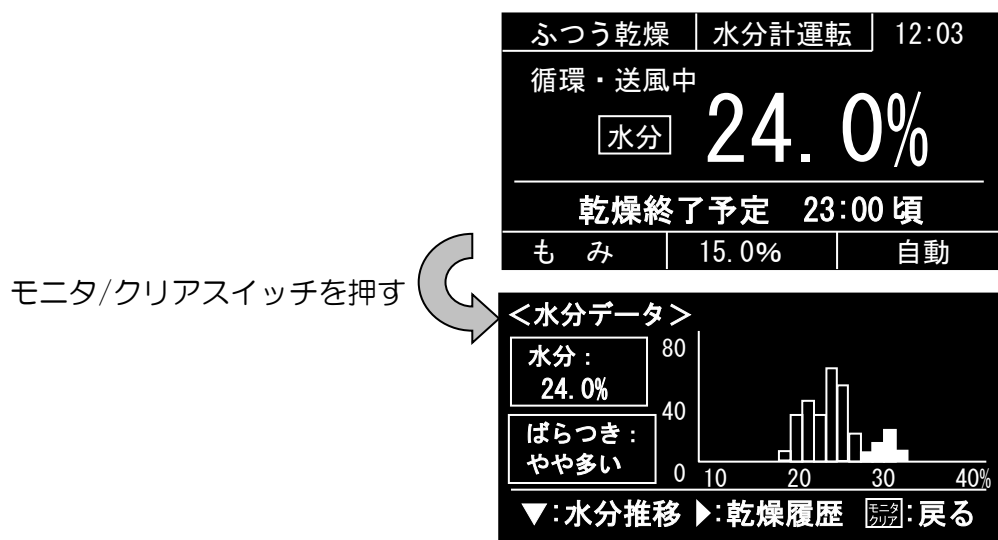 ふつう乾燥 水分計運転 12:03
循環・送風中
水分 24.0%
乾燥終了予定 23:00頃
もみ 15.0% 自動
モニタ/クリアスイッチを押す
<水分データ>
水分:
24.0%
ばらつき:
やや多い
80
40
0
10 20 30 40%
▼:水分推移 ▶:乾燥履歴 モニタクリア:戻る